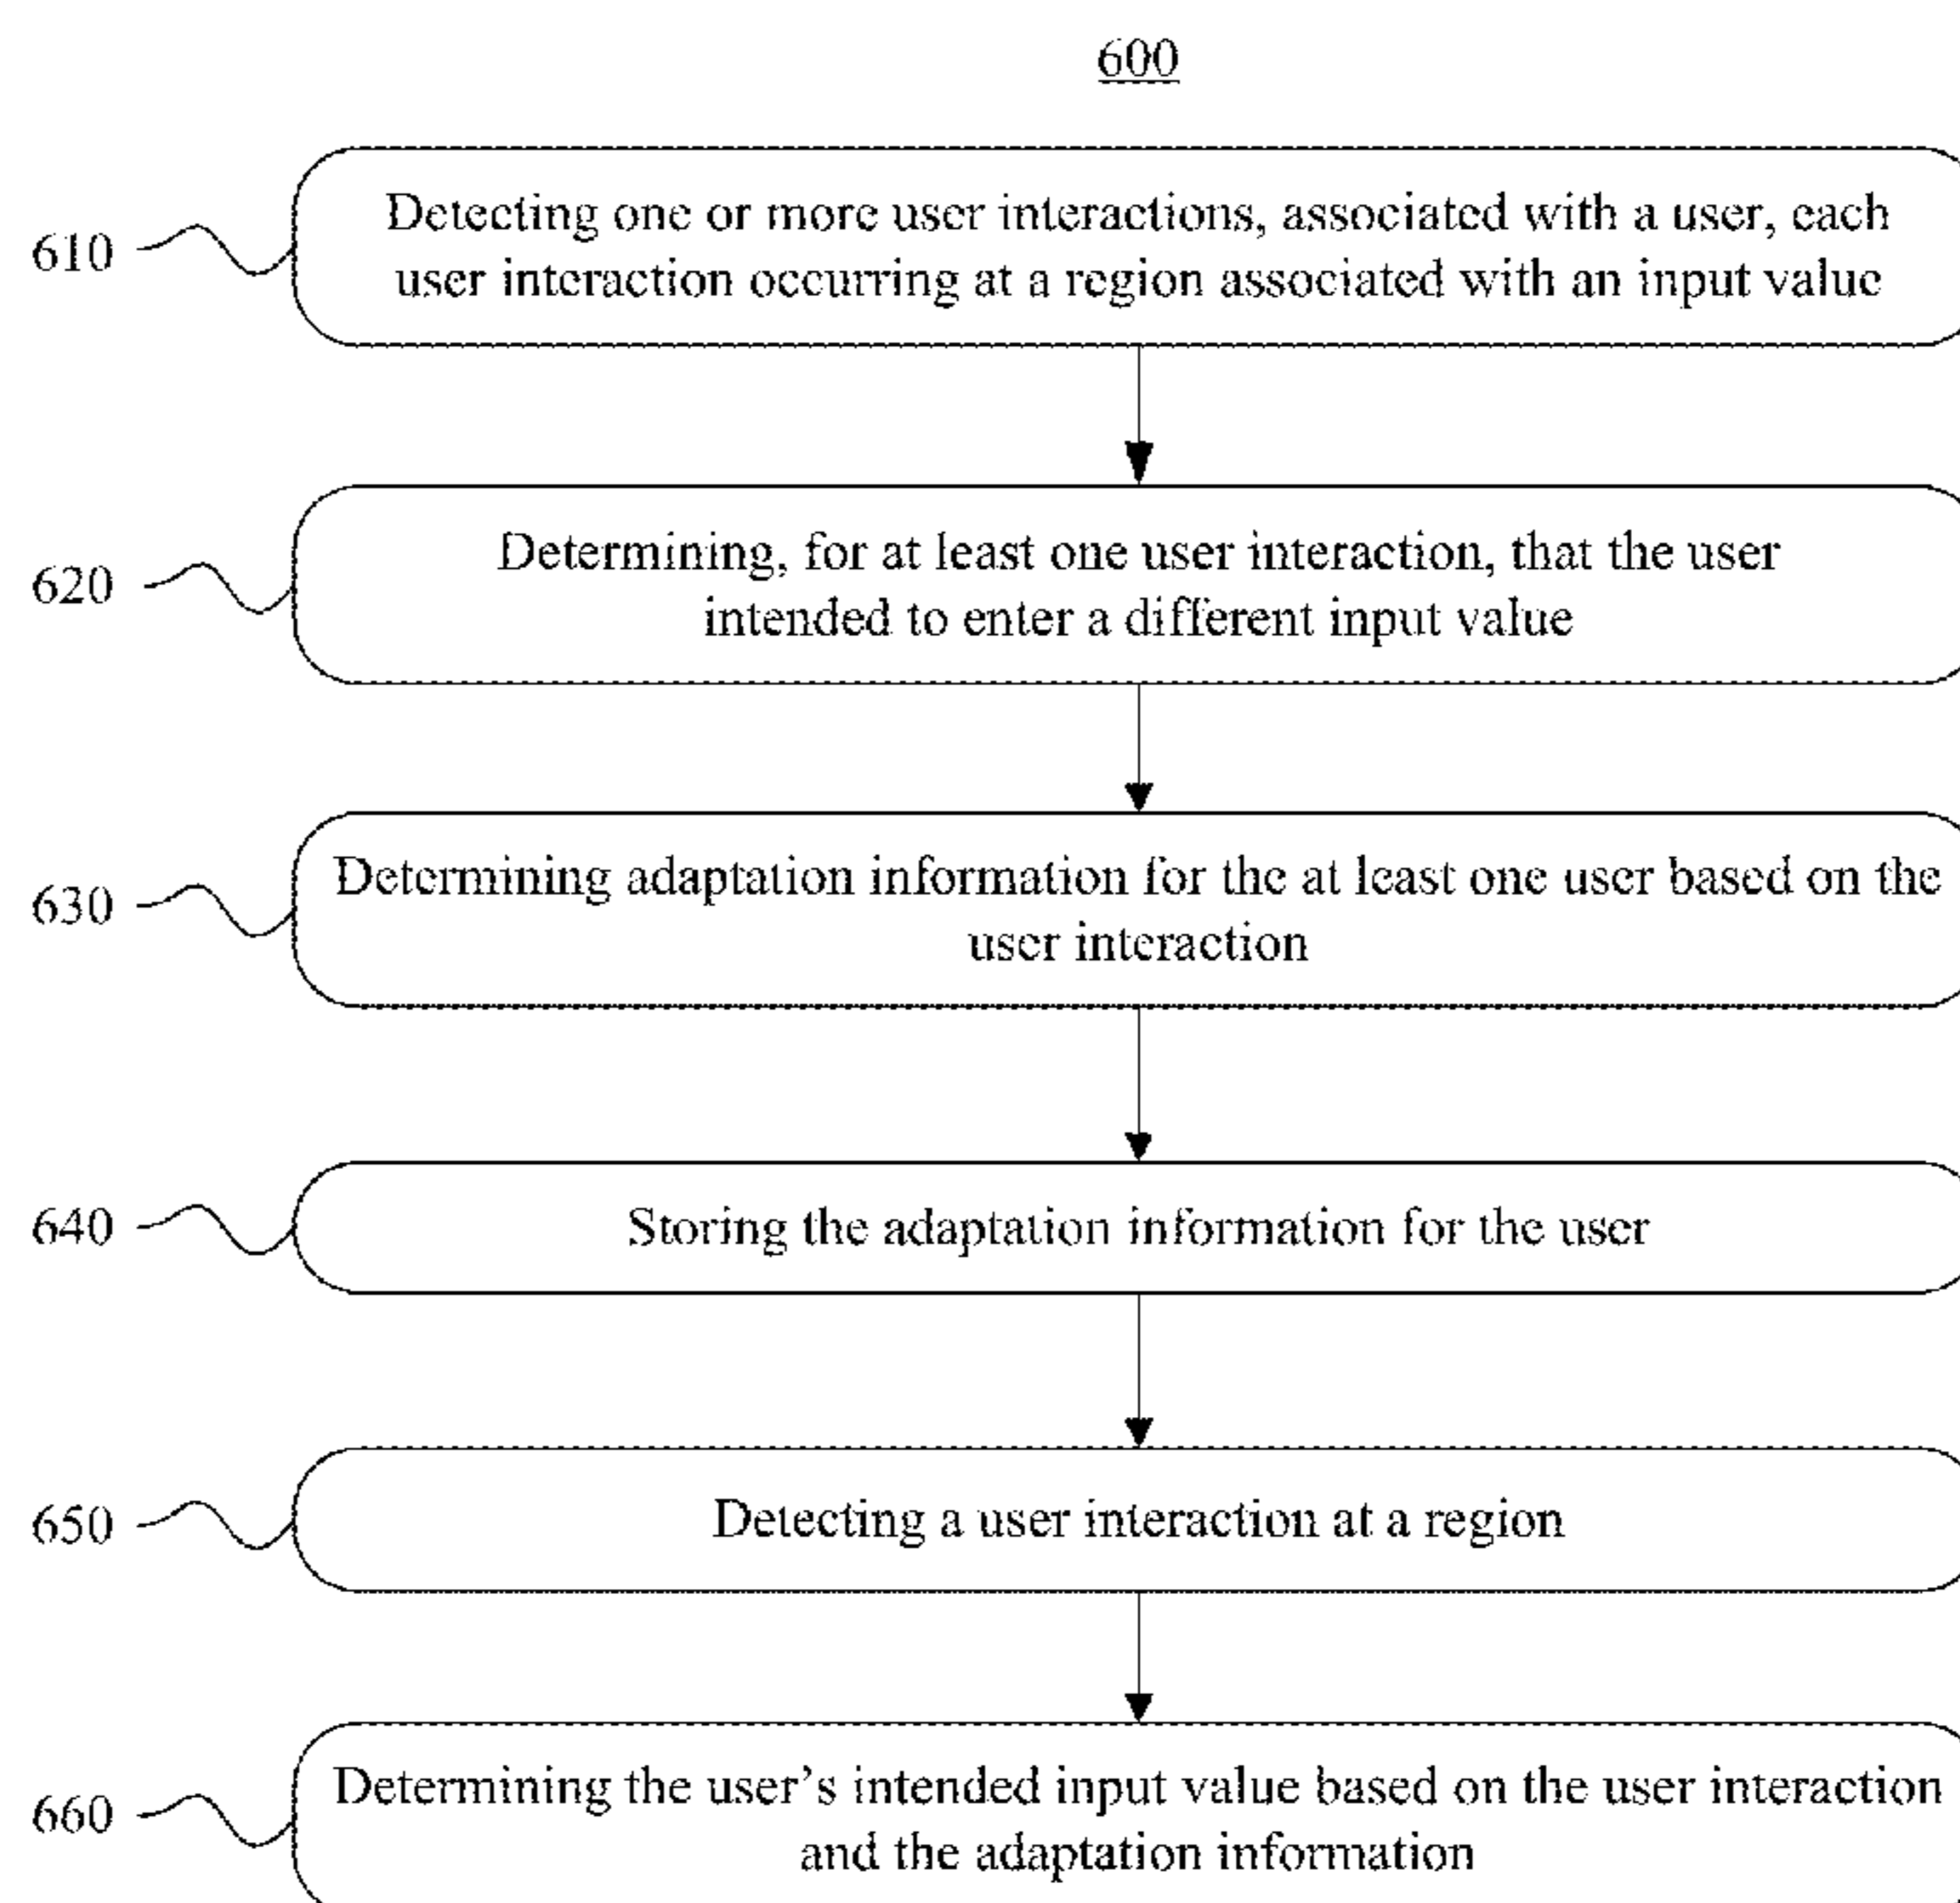 600
610
Detecting one or more user interactions, associated with a user, each
user interaction occurring at a region associated with an input value
620
Determining, for at least one user interaction, that the user
intended to enter a different input value
630
Determining adaptation information for the at least one user based on the
user interaction
640
Storing the adaptation information for the user
650
Detecting a user interaction at a region
660
Determining the user's intended input value based on the user interaction
and the adaptation information